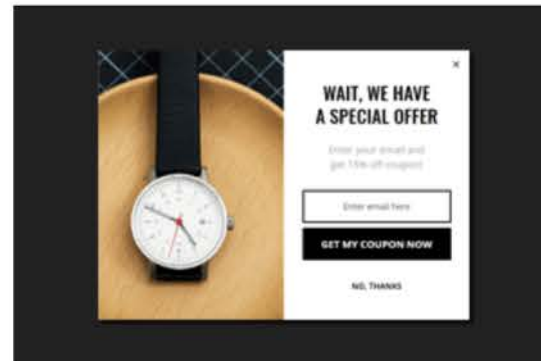 ×
WAIT, WE HAVE
A SPECIAL OFFER
Enter your email and
get 15% off coupon!
Enter email here
GET MY COUPON NOW
NO, THANKS